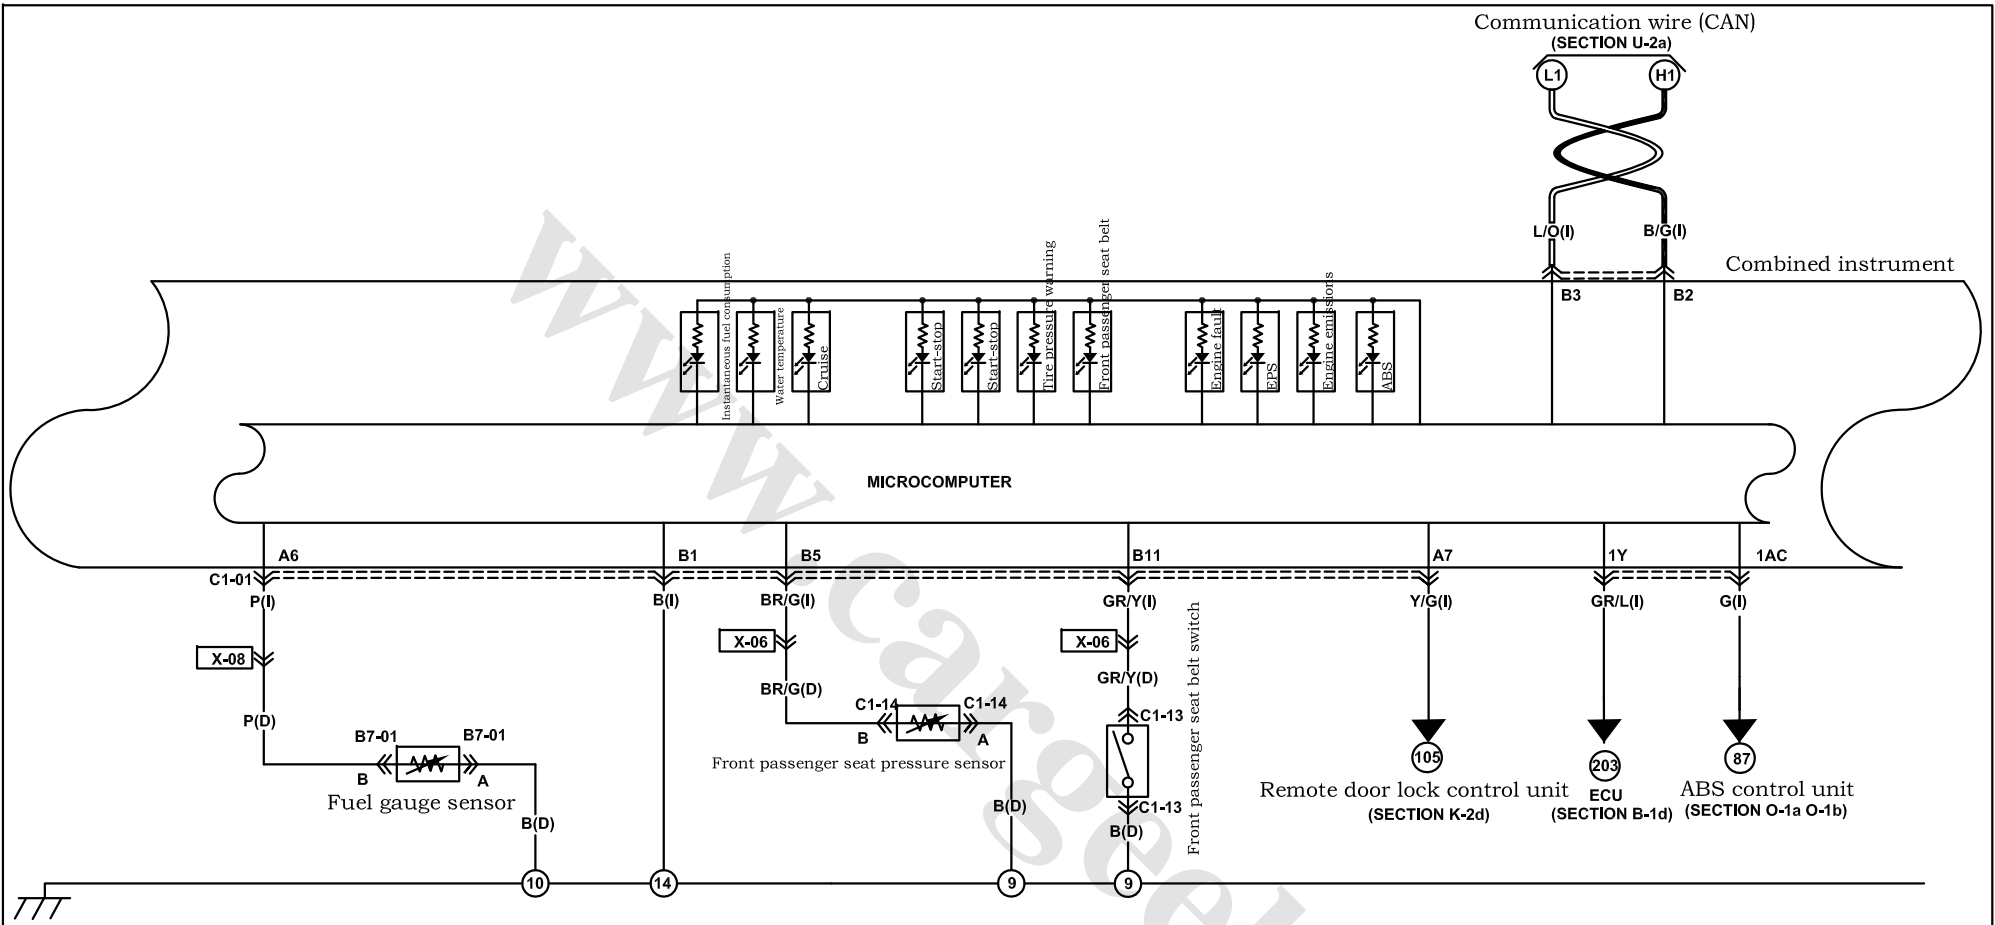 Communication wire (CAN)
(SECTION U-2a)
L1
H1
L/O(I)
B/G(I)
Combined instrument
B3
B2
Instantaneous fuel consumption
Water temperature
Cruise
Start-stop
Start-stop
Tire pressure warning
Front passenger seat belt
Engine fault
EPS
Engine emissions
ABS
MICROCOMPUTER
A6
B1
B5
B11
A7
1Y
1AC
C1-01
P(I)
B(I)
BR/G(I)
GR/Y(I)
Y/G(I)
GR/L(I)
G(I)
X-08
X-06
X-06
P(D)
BR/G(D)
GR/Y(D)
Front passenger seat belt switch
B7-01
B7-01
B
A
Fuel gauge sensor
B(D)
C1-14
C1-14
B
A
Front passenger seat pressure sensor
B(D)
C1-13
C1-13
B(D)
105
Remote door lock control unit
(SECTION K-2d)
203
ECU
(SECTION B-1d)
87
ABS control unit
(SECTION O-1a O-1b)
10
14
9
9